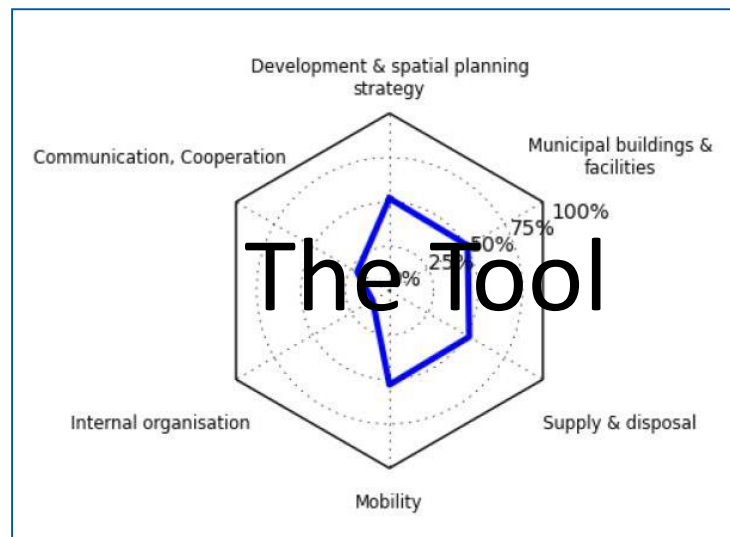 Development & spatial planning
strategy
Municipal buildings &
facilities
Communication, Cooperation
100%
75%
50%
25%
0%
The Tool
Internal organisation
Supply & disposal
Mobility